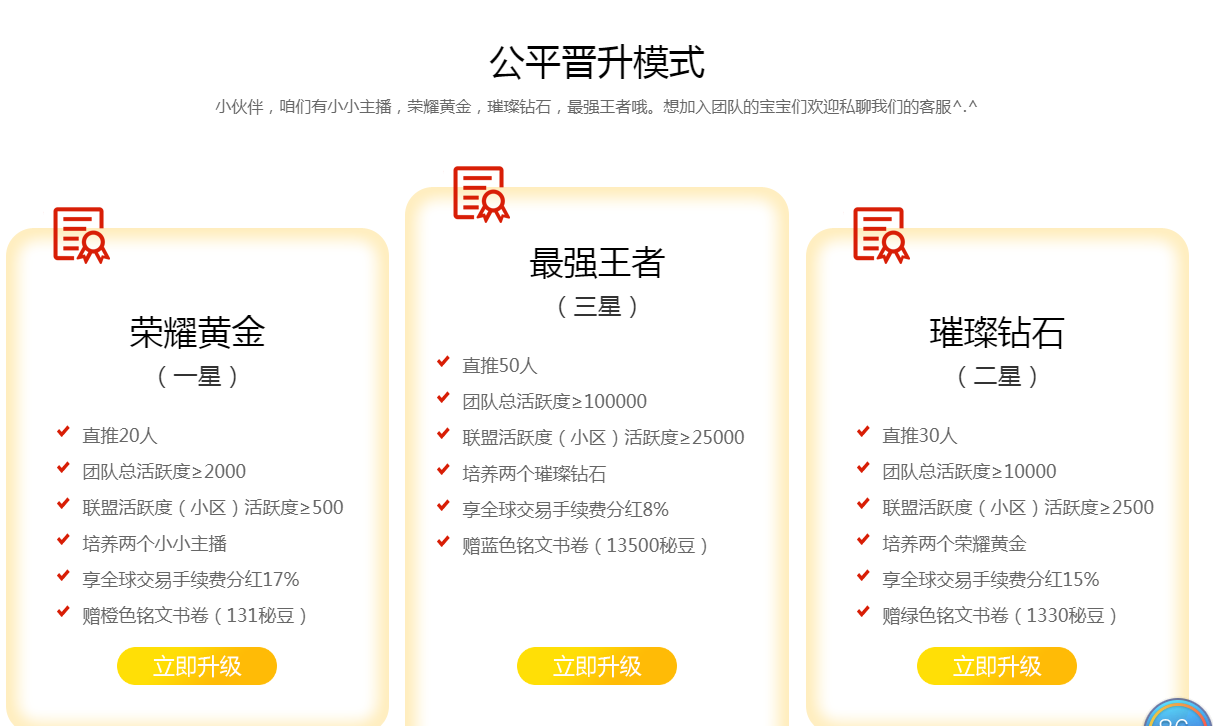 公平晋升模式
小伙伴，咱们有小小主播，荣耀黄金，璀璨钻石，最强王者哦。想加入团队的宝宝们欢迎私聊我们的客服^.^
荣耀黄金
（一星）
直推20人
团队总活跃度≥2000
联盟活跃度（小区）活跃度≥500
培养两个小小主播
享全球交易手续费分红17%
赠橙色铭文书卷（131秘豆）
立即升级
最强王者
（三星）
直推50人
团队总活跃度≥100000
联盟活跃度（小区）活跃度≥25000
培养两个璀璨钻石
享全球交易手续费分红8%
赠蓝色铭文书卷（13500秘豆）
立即升级
璀璨钻石
（二星）
直推30人
团队总活跃度≥10000
联盟活跃度（小区）活跃度≥2500
培养两个荣耀黄金
享全球交易手续费分红15%
赠绿色铭文书卷（1330秘豆）
立即升级